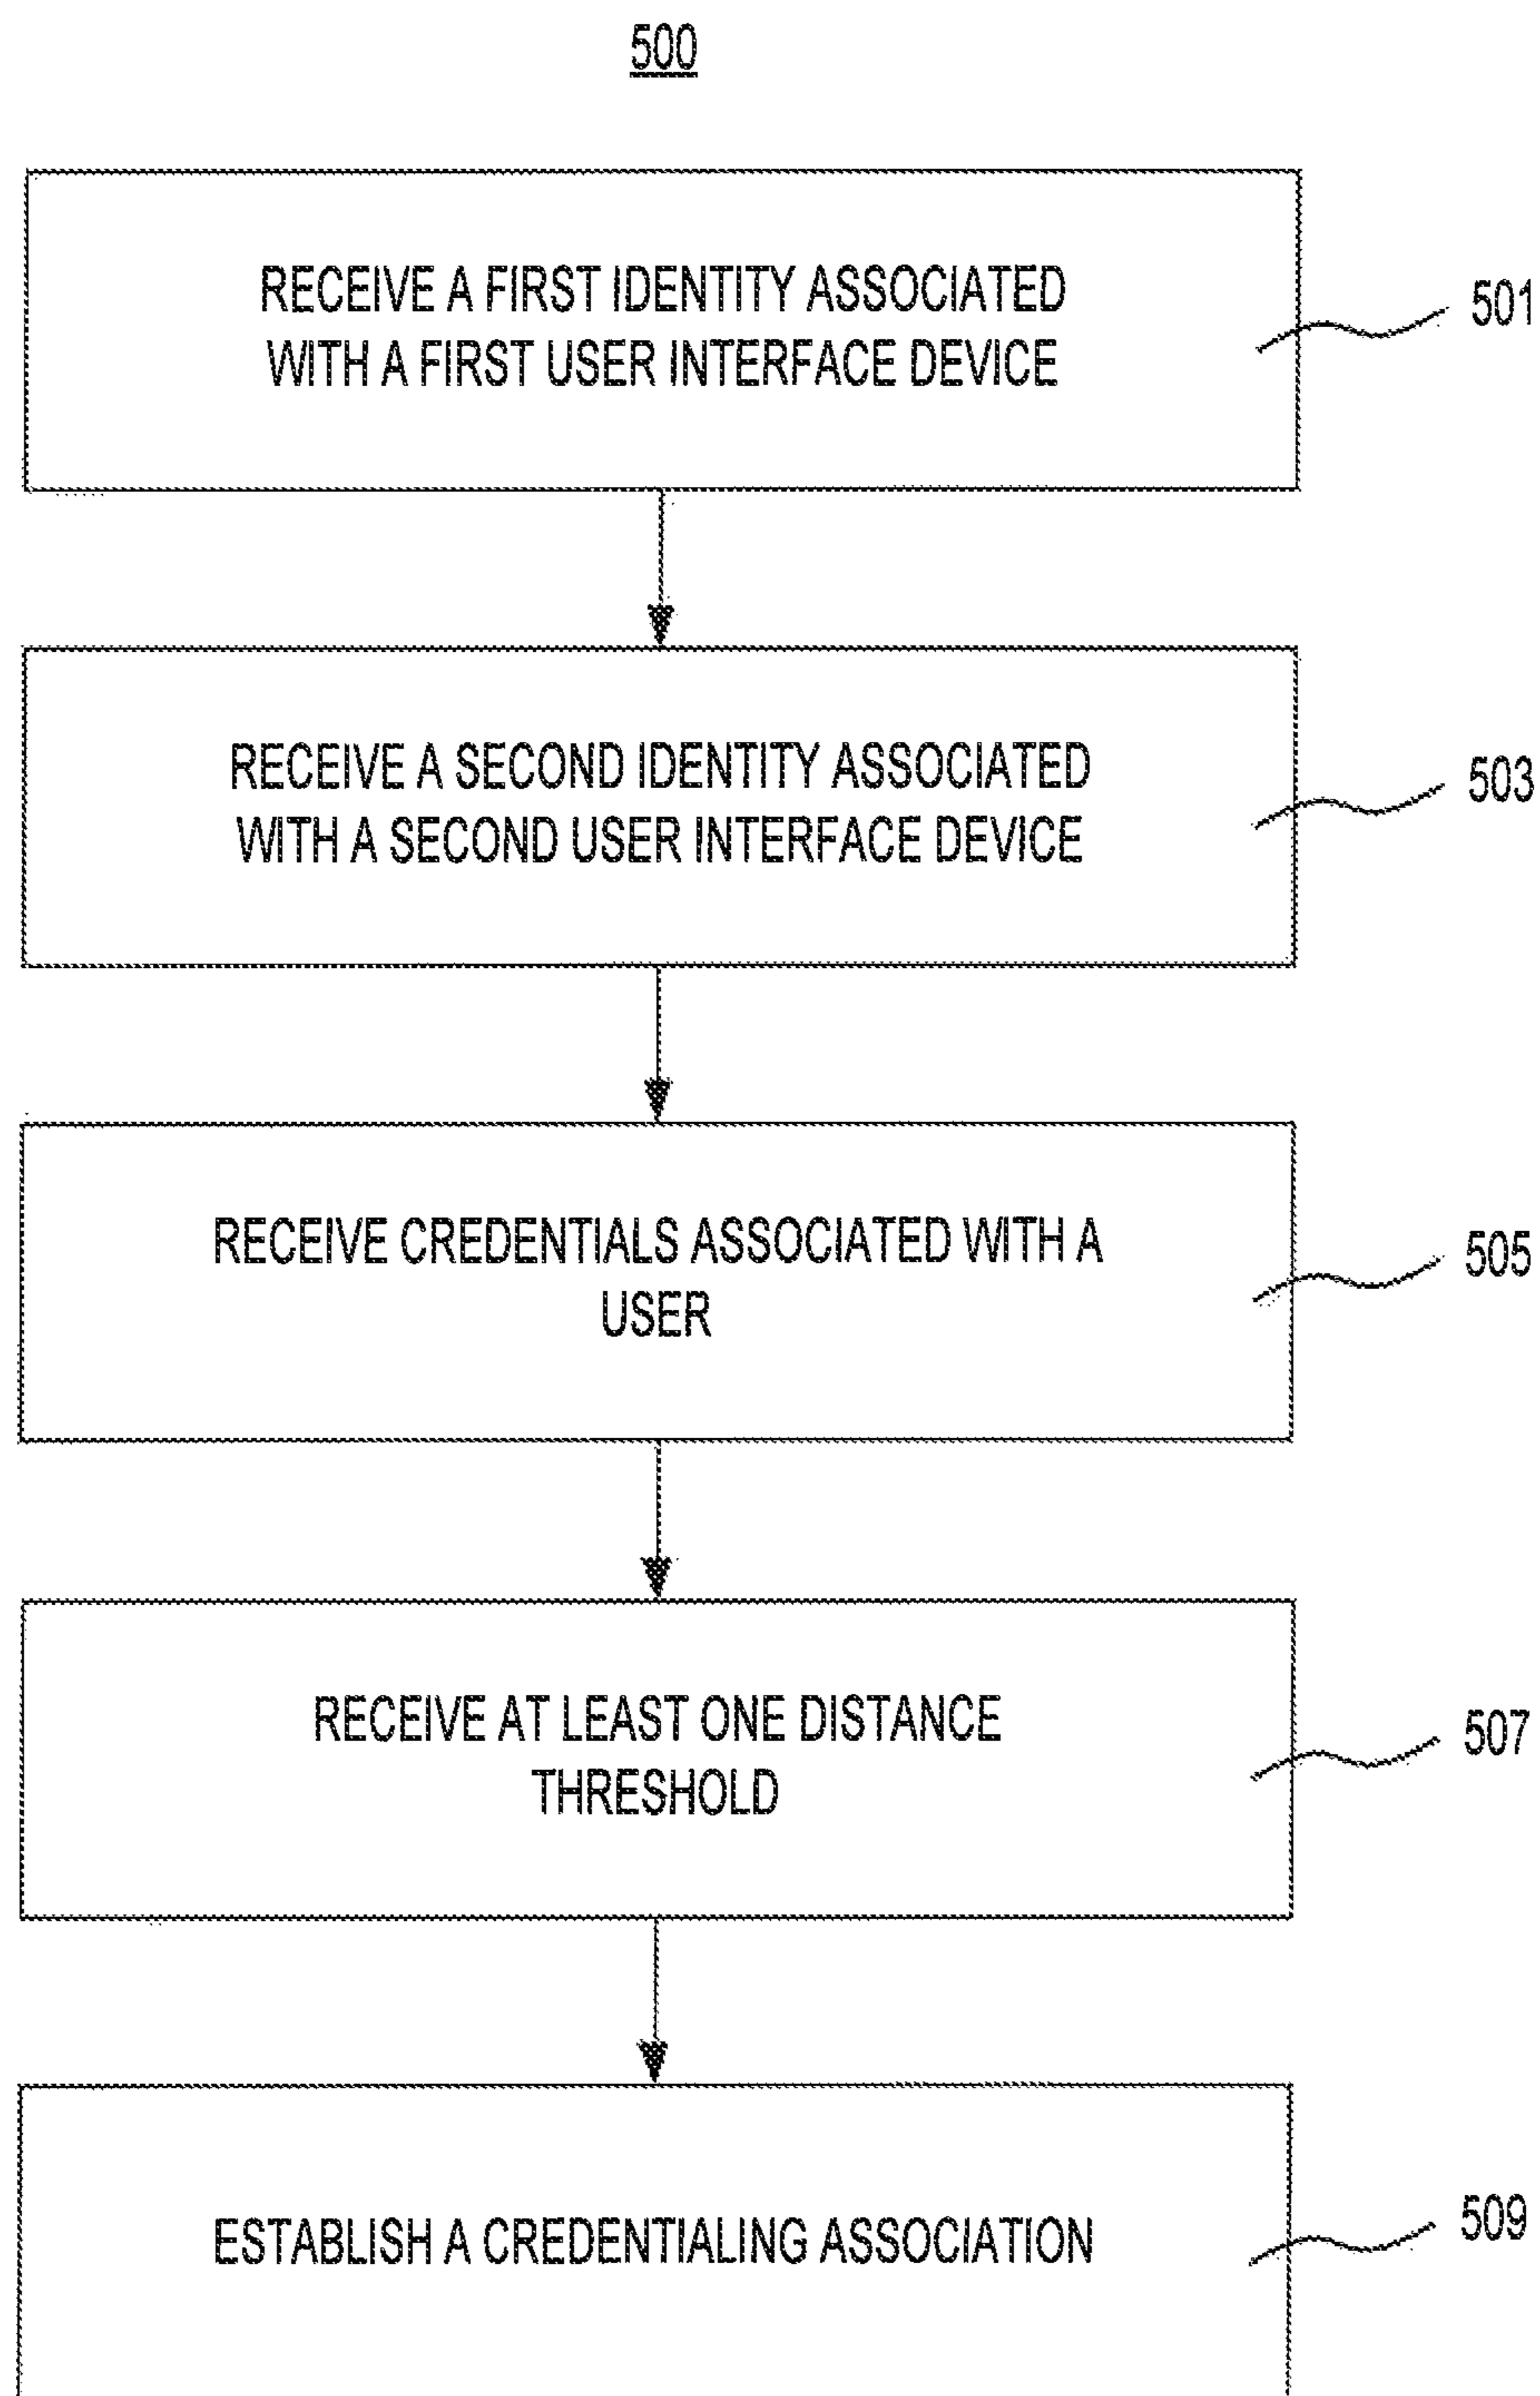 500
RECEIVE A FIRST IDENTITY ASSOCIATED
WITH A FIRST USER INTERFACE DEVICE
501
RECEIVE A SECOND IDENTITY ASSOCIATED
WITH A SECOND USER INTERFACE DEVICE
503
RECEIVE CREDENTIALS ASSOCIATED WITH A
USER
505
RECEIVE AT LEAST ONE DISTANCE
THRESHOLD
507
ESTABLISH A CREDENTIALING ASSOCIATION
509